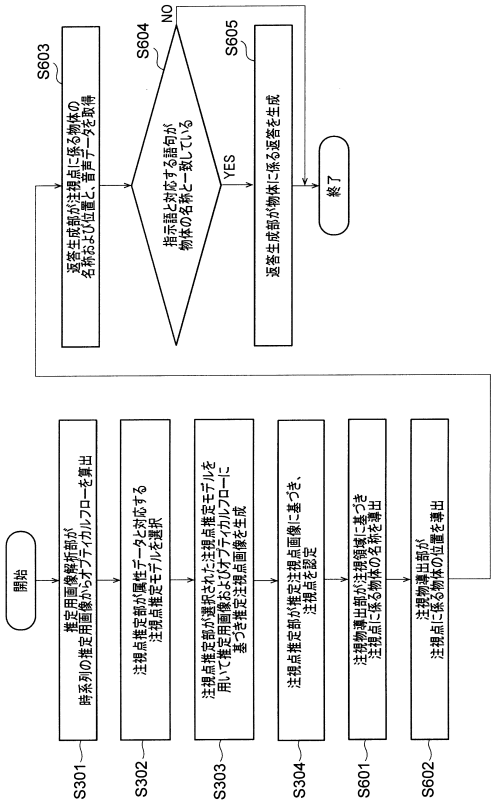 開始
S301
推定用画像解析部が
時系列の推定用画像からオプティカルフローを算出
S302
注視点推定部が属性データと対応する
注視点推定モデルを選択
S303
注視点推定部が選択された注視点推定モデルを
用いて推定用画像およびオプティカルフローに
基づき推定注視点画像を生成
S304
注視点推定部が推定注視点画像に基づき、
注視点を認定
S601
注視物導出部が注視領域に基づき
注視点に係る物体の名称を導出
S602
注視物導出部が
注視点に係る物体の位置を導出
S603
返答生成部が注視点に係る物体の
名称および位置と、音声データを取得
S604
指示語と対応する語句が
物体の名称と一致している
NO
YES
S605
返答生成部が物体に係る返答を生成
終了